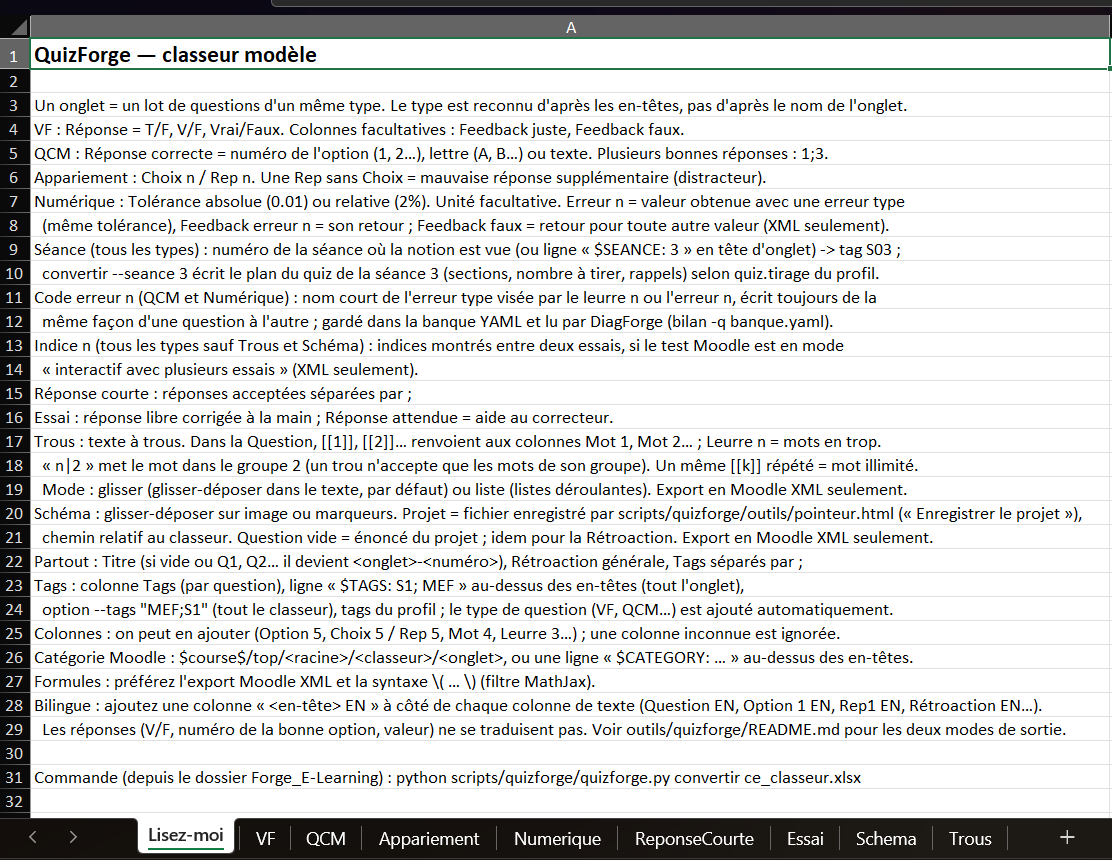 A
1 QuizForge — classeur modèle
2
3 Un onglet = un lot de questions d'un même type. Le type est reconnu d'après les en-têtes, pas d'après le nom de l'onglet.
4 VF : Réponse = T/F, V/F, Vrai/Faux. Colonnes facultatives : Feedback juste, Feedback faux.
5 QCM : Réponse correcte = numéro de l'option (1, 2…), lettre (A, B…) ou texte. Plusieurs bonnes réponses : 1;3.
6 Appariement : Choix n / Rep n. Une Rep sans Choix = mauvaise réponse supplémentaire (distracteur).
7 Numérique : Tolérance absolue (0.01) ou relative (2%). Unité facultative. Erreur n = valeur obtenue avec une erreur type
8 (même tolérance), Feedback erreur n = son retour ; Feedback faux = retour pour toute autre valeur (XML seulement).
9 Séance (tous les types) : numéro de la séance où la notion est vue (ou ligne « $SEANCE: 3 » en tête d'onglet) -> tag S03 ;
10 convertir --seance 3 écrit le plan du quiz de la séance 3 (sections, nombre à tirer, rappels) selon quiz.tirage du profil.
11 Code erreur n (QCM et Numérique) : nom court de l'erreur type visée par le leurre n ou l'erreur n, écrit toujours de la
12 même façon d'une question à l'autre ; gardé dans la banque YAML et lu par DiagForge (bilan -q banque.yaml).
13 Indice n (tous les types sauf Trous et Schéma) : indices montrés entre deux essais, si le test Moodle est en mode
14 « interactif avec plusieurs essais » (XML seulement).
15 Réponse courte : réponses acceptées séparées par ;
16 Essai : réponse libre corrigée à la main ; Réponse attendue = aide au correcteur.
17 Trous : texte à trous. Dans la Question, [[1]], [[2]]… renvoient aux colonnes Mot 1, Mot 2… ; Leurre n = mots en trop.
18 « n|2 » met le mot dans le groupe 2 (un trou n'accepte que les mots de son groupe). Un même [[k]] répété = mot illimité.
19 Mode : glisser (glisser-déposer dans le texte, par défaut) ou liste (listes déroulantes). Export en Moodle XML seulement.
20 Schéma : glisser-déposer sur image ou marqueurs. Projet = fichier enregistré par scripts/quizforge/outils/pointeur.html (« Enregistrer le projet »),
21 chemin relatif au classeur. Question vide = énoncé du projet ; idem pour la Rétroaction. Export en Moodle XML seulement.
22 Partout : Titre (si vide ou Q1, Q2… il devient <onglet>-<numéro>), Rétroaction générale, Tags séparés par ;
23 Tags : colonne Tags (par question), ligne « $TAGS: S1; MEF » au-dessus des en-têtes (tout l'onglet),
24 option --tags "MEF;S1" (tout le classeur), tags du profil ; le type de question (VF, QCM…) est ajouté automatiquement.
25 Colonnes : on peut en ajouter (Option 5, Choix 5 / Rep 5, Mot 4, Leurre 3…) ; une colonne inconnue est ignorée.
26 Catégorie Moodle : $course$/top/<racine>/<classeur>/<onglet>, ou une ligne « $CATEGORY: … » au-dessus des en-têtes.
27 Formules : préférez l'export Moodle XML et la syntaxe \( … \) (filtre MathJax).
28 Bilingue : ajoutez une colonne « <en-tête> EN » à côté de chaque colonne de texte (Question EN, Option 1 EN, Rep1 EN, Rétroaction EN…).
29 Les réponses (V/F, numéro de la bonne option, valeur) ne se traduisent pas. Voir outils/quizforge/README.md pour les deux modes de sortie.
30
31 Commande (depuis le dossier Forge_E-Learning) : python scripts/quizforge/quizforge.py convertir ce_classeur.xlsx
32
Lisez-moi VF QCM Appariement Numerique ReponseCourte Essai Schema Trous